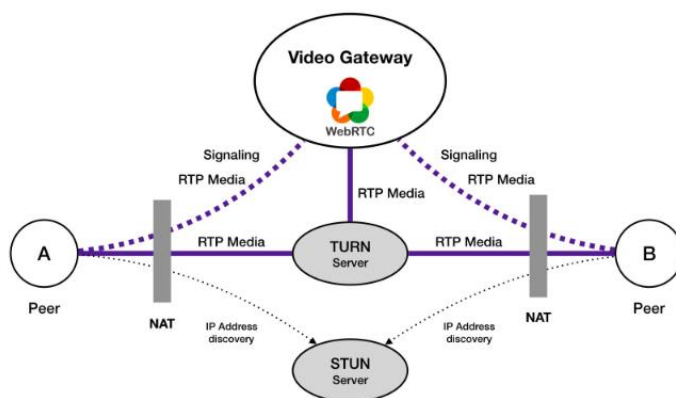 Video Gateway
WebRTC
Signaling
Signaling
RTP Media
RTP Media
RTP Media
A
RTP Media
TURN
Server
RTP Media
B
Peer
Peer
NAT
NAT
IP Address
discovery
IP Address
discovery
STUN
Server